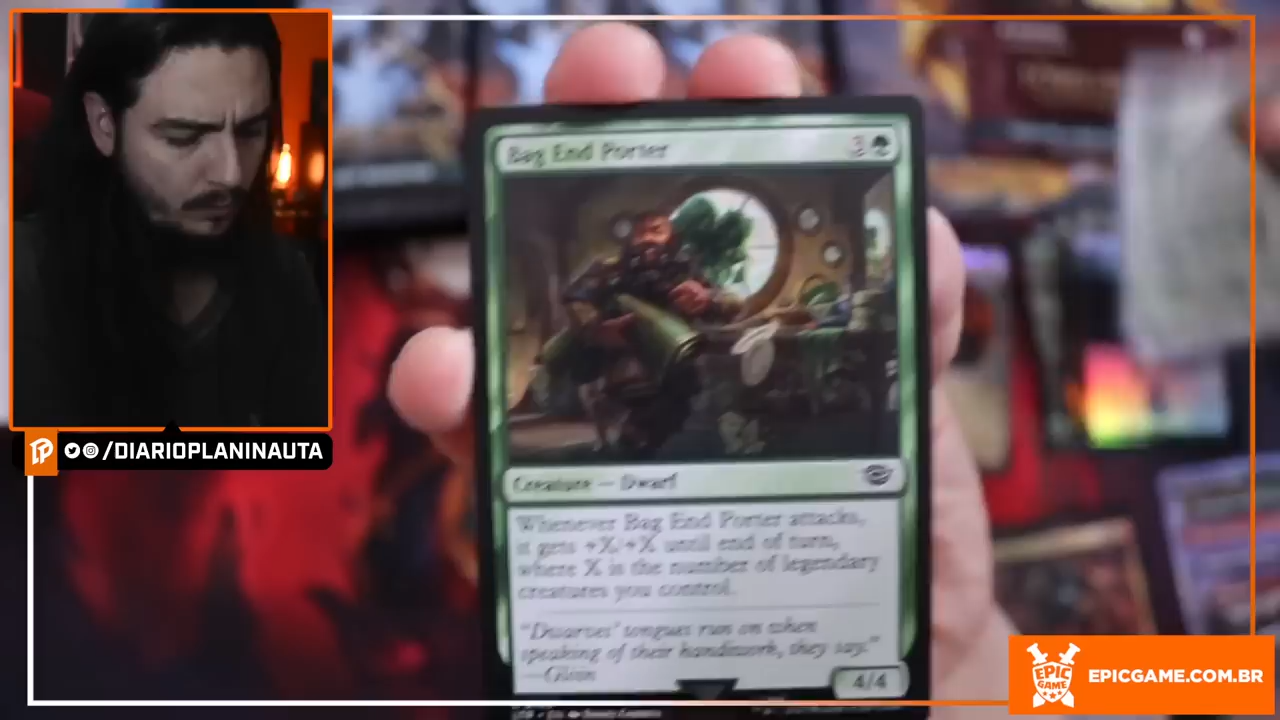 Bag End Porter 3
Creature — Dwarf
Whenever Bag End Porter attacks,
it gets +X/+X until end of turn,
where X is the number of legendary
creatures you control.
"Dwarves' tongues run on when
speaking of their handiwork, they say."
—Glóin
4/4
/DIARIOPLANINAUTA
EPIC
GAME
EPICGAME.COM.BR